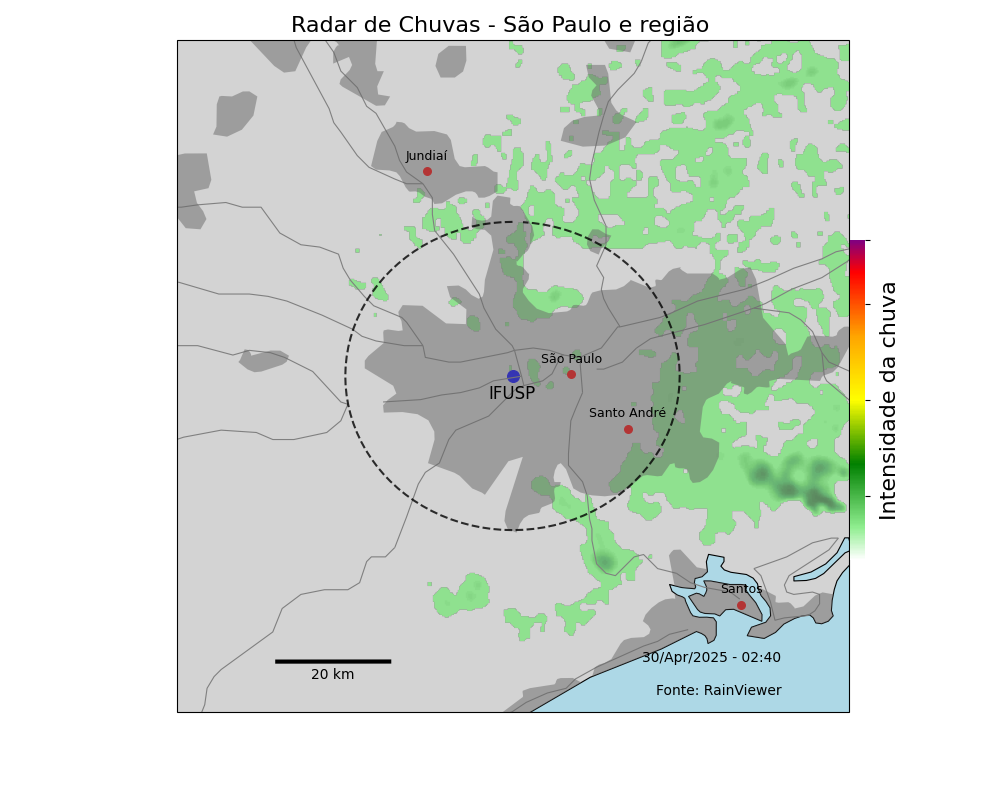 Radar de Chuvas - São Paulo e região
Jundiaí
São Paulo
IFUSP
Santo André
Santos
Intensidade da chuva
20 km
30/Apr/2025 - 02:40
Fonte: RainViewer